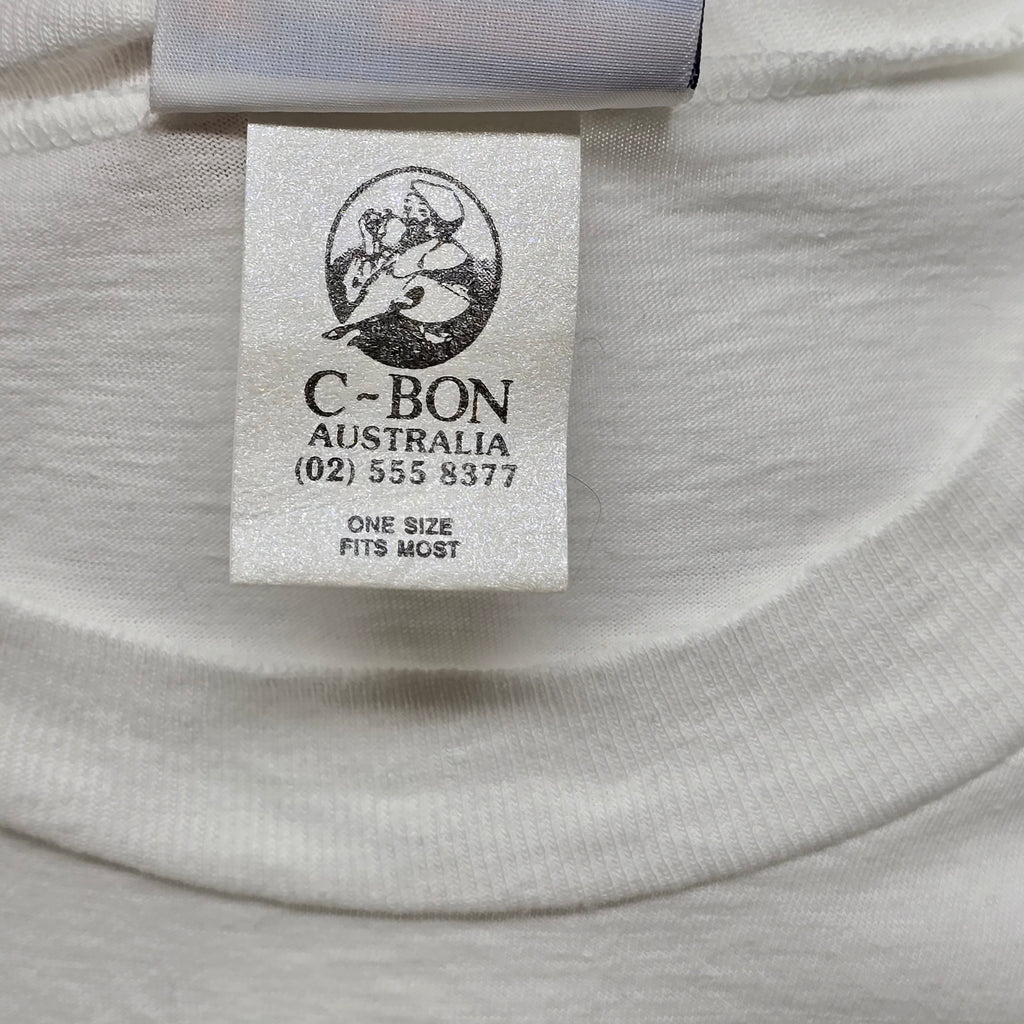 C~BON
AUSTRALIA
(02) 555 8377
ONE SIZE
FITS MOST